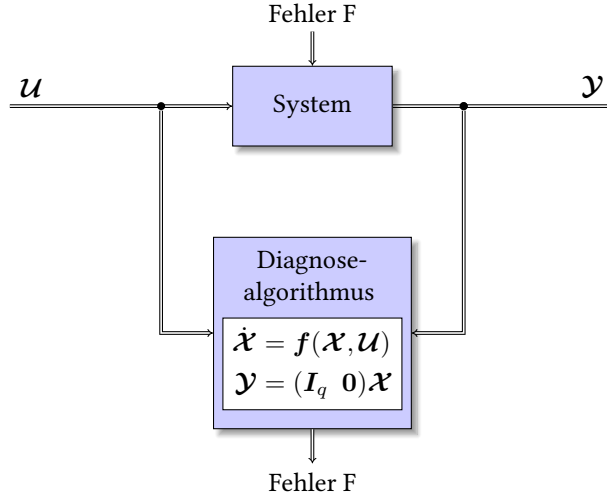 Fehler F
𝓤
𝓨
System
Diagnose-
algorithmus
𝓧̇ = 𝒇(𝓧, 𝓤)
𝓨 = (𝑰_q 𝟎)𝓧
Fehler F